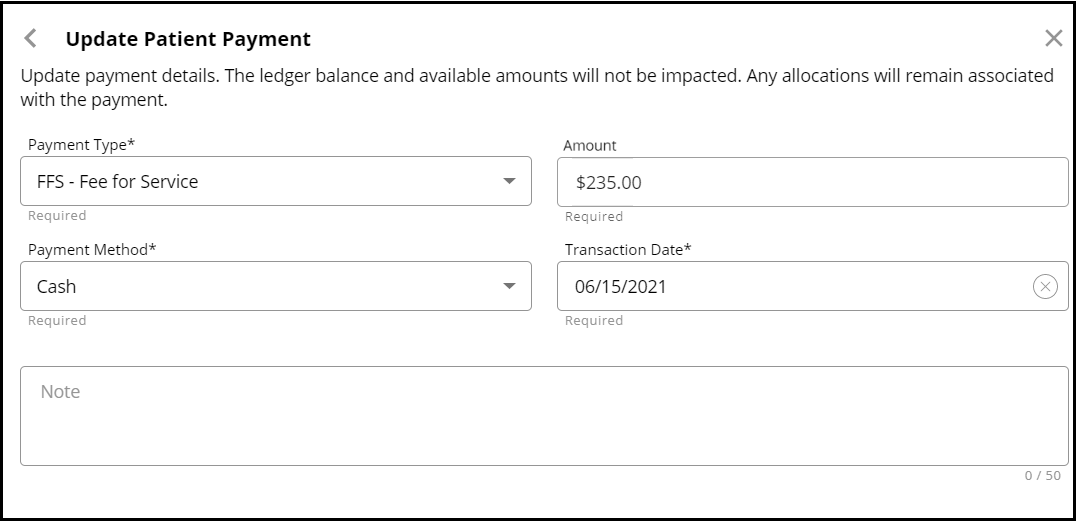 Update Patient Payment
Update payment details. The ledger balance and available amounts will not be impacted. Any allocations will remain associated
with the payment.
Payment Type*
Amount
FFS - Fee for Service
$235.00
Required
Required
Payment Method*
Transaction Date*
Cash
06/15/2021
Required
Required
Note
0 / 50